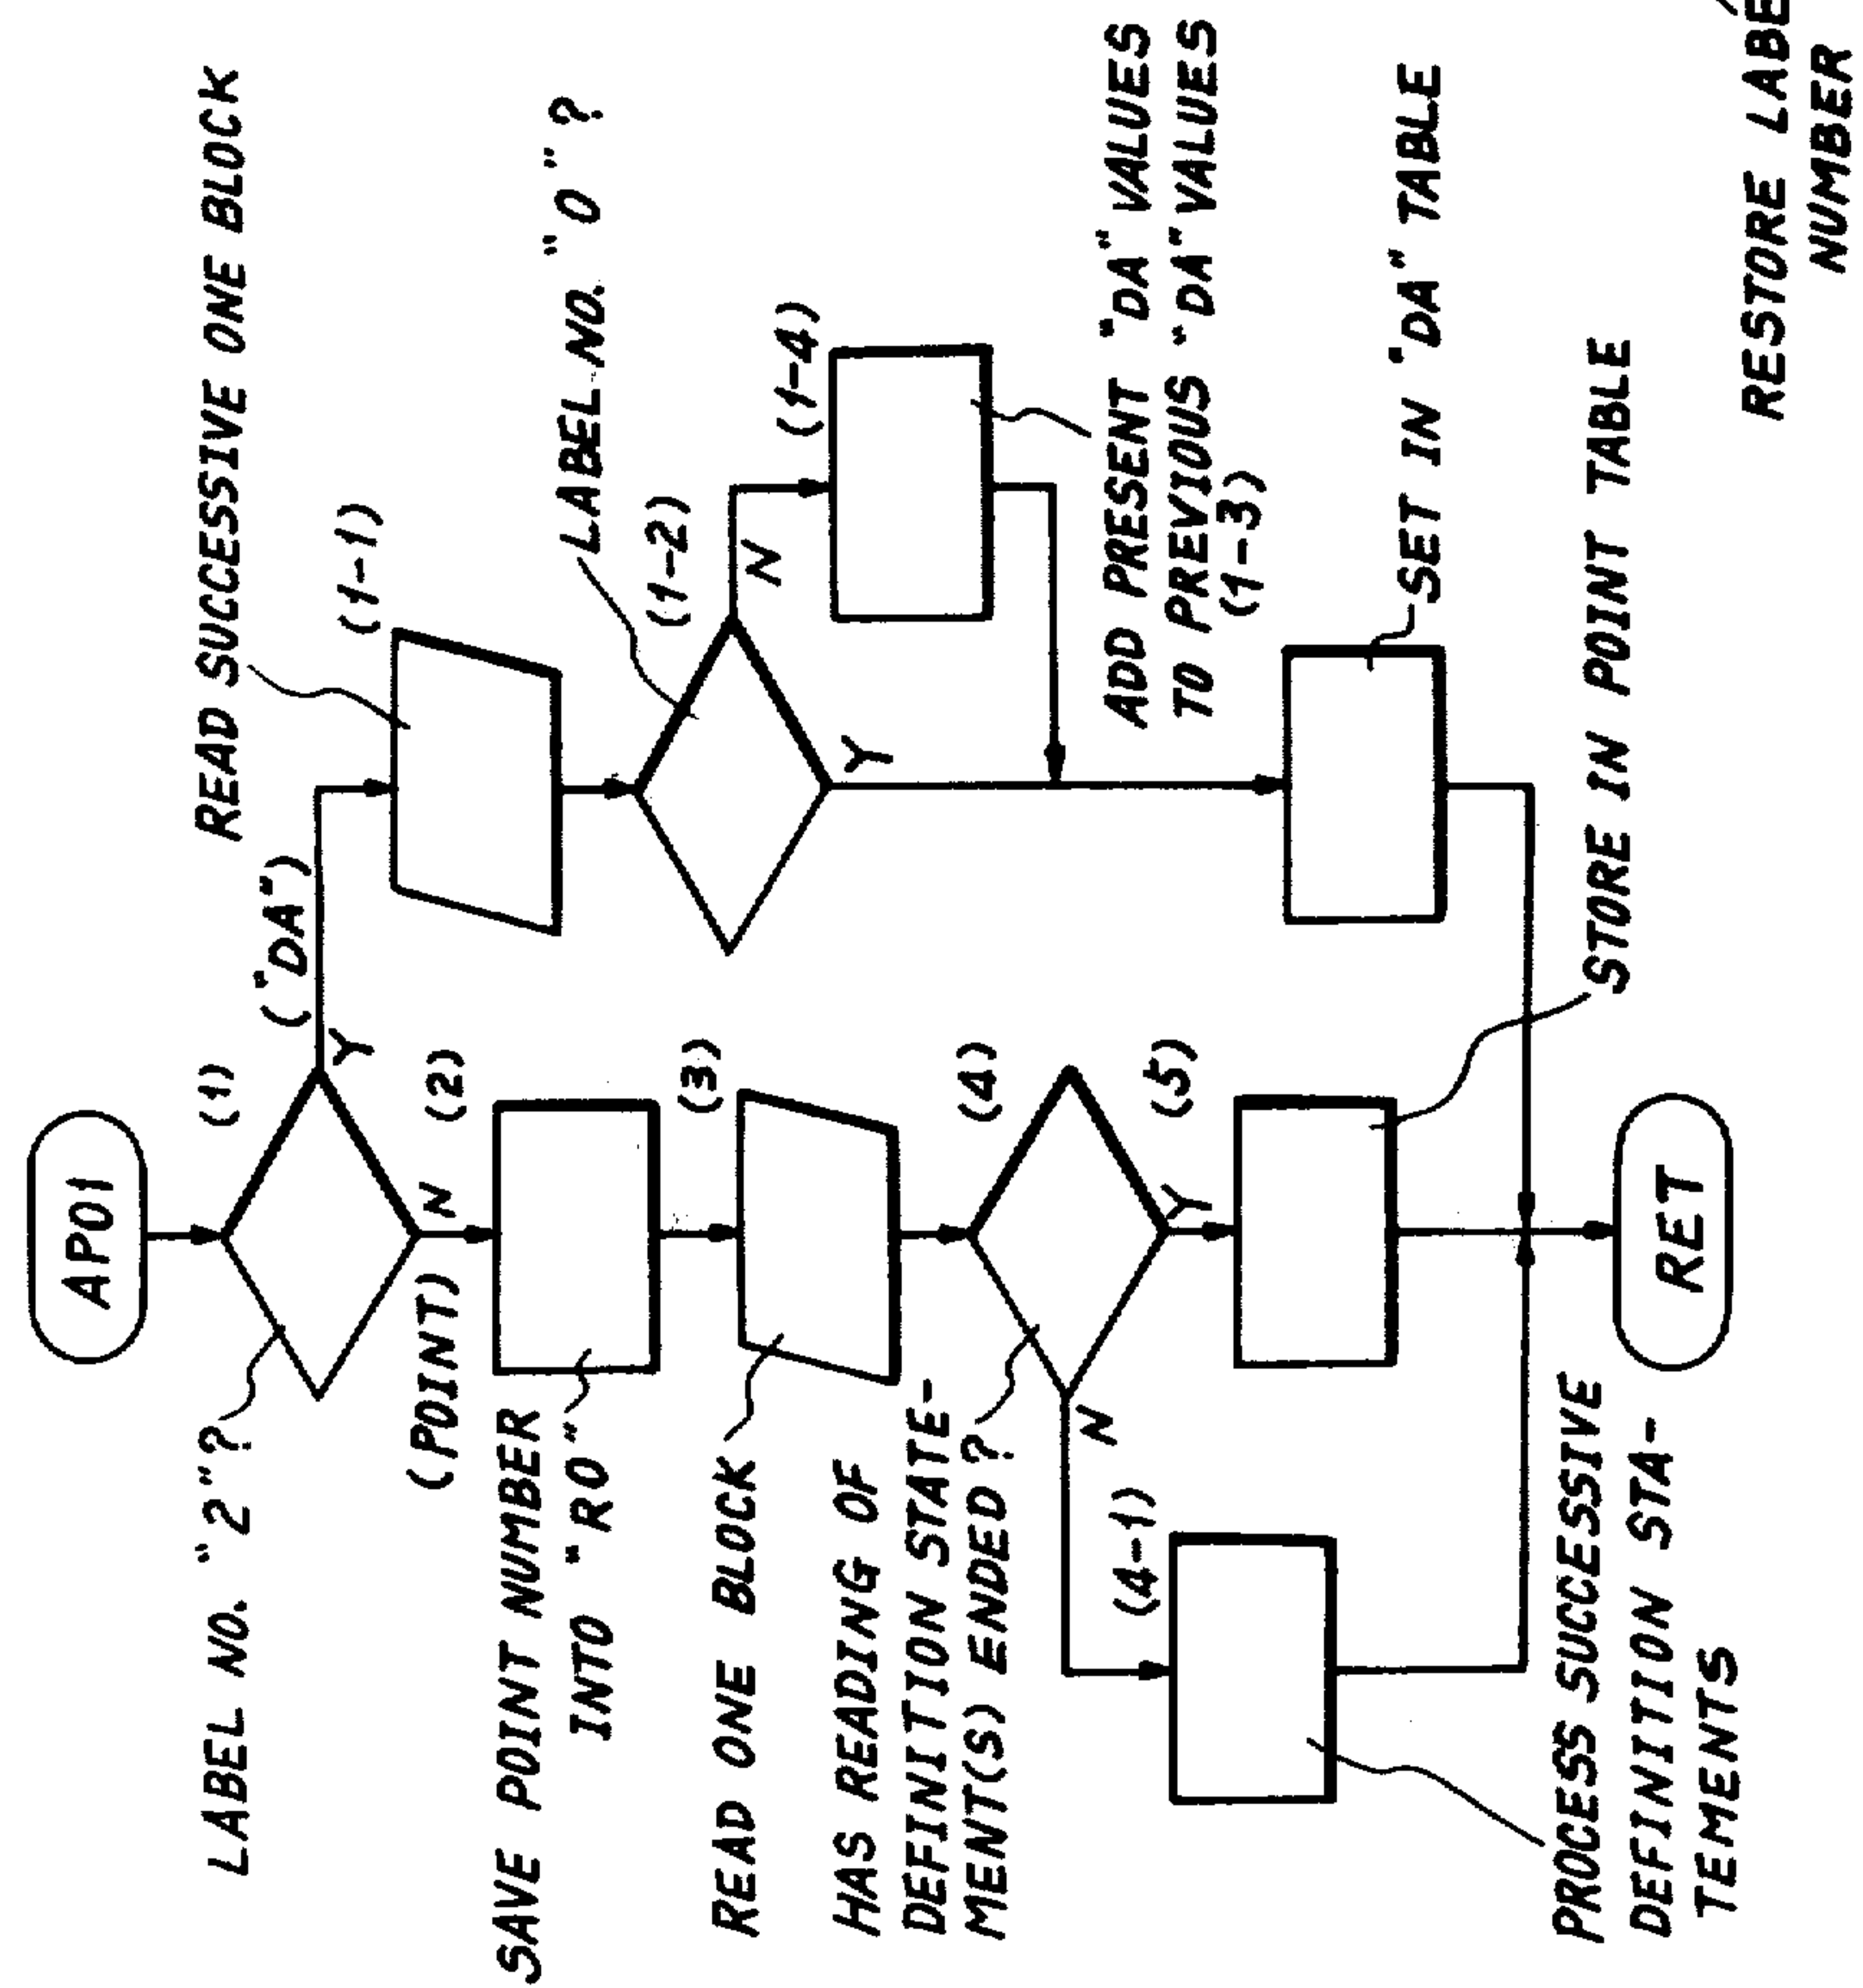 APOI
(1)
LABEL NO. "2"?
Y
("DA")
N
(POINT)
(2)
SAVE POINT NUMBER
INTO "RO"
(3)
READ ONE BLOCK
(4)
HAS READING OF
DEFINITION STATE-
MENT(S) ENDED ?
N
Y
(4-1)
PROCESS SUCCESSIVE
DEFINITION STA-
TEMENTS
(5)
STORE IN POINT TABLE
RET
READ SUCCESSIVE ONE BLOCK
(1-1)
LABEL NO. "0" ?
(1-2)
N
Y
(1-4)
ADD PRESENT "DA" VALUES
TO PREVIOUS "DA" VALUES
(1-3)
SET IN "DA" TABLE
RESTORE LABE
NUMBER